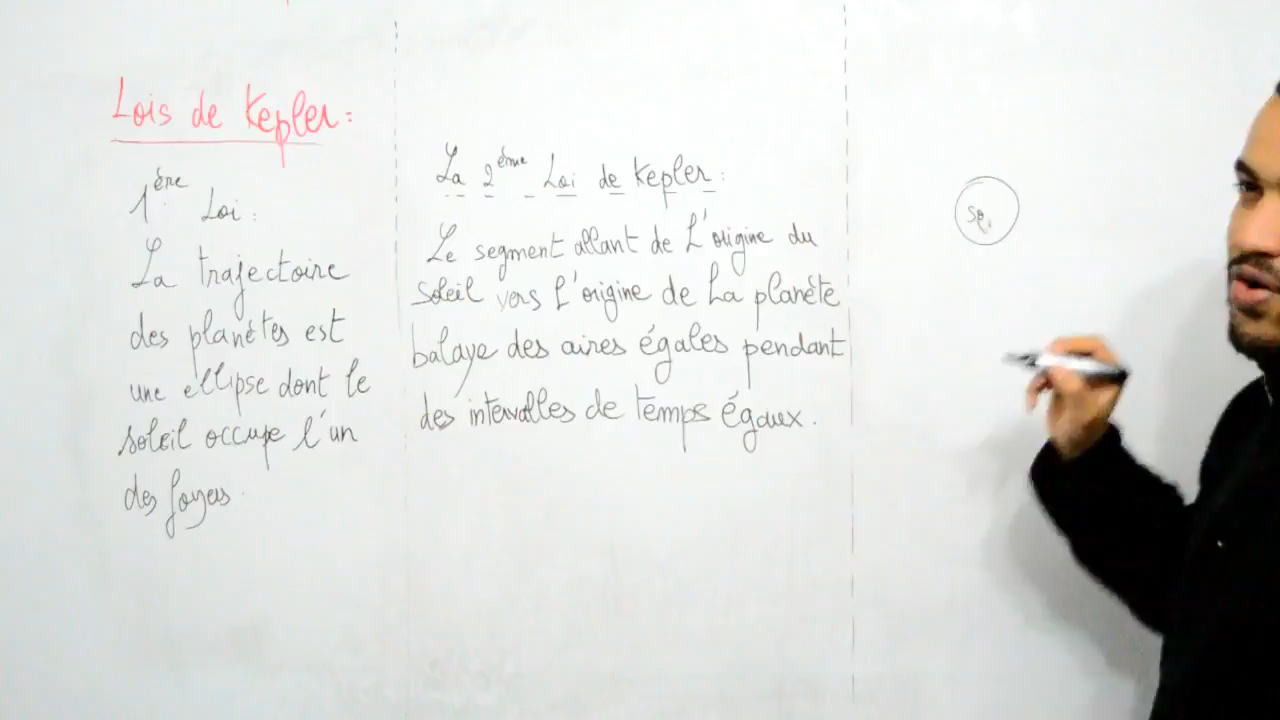 Lois de Kepler :
1ère Loi :
La trajectoire
des planètes est
une ellipse dont le
soleil occupe l'un
des foyers.
La 2ème Loi de Kepler :
Le segment allant de L'origine du
soleil vers L'origine de La planète
balaye des aires égales pendant
des intervalles de temps égaux.